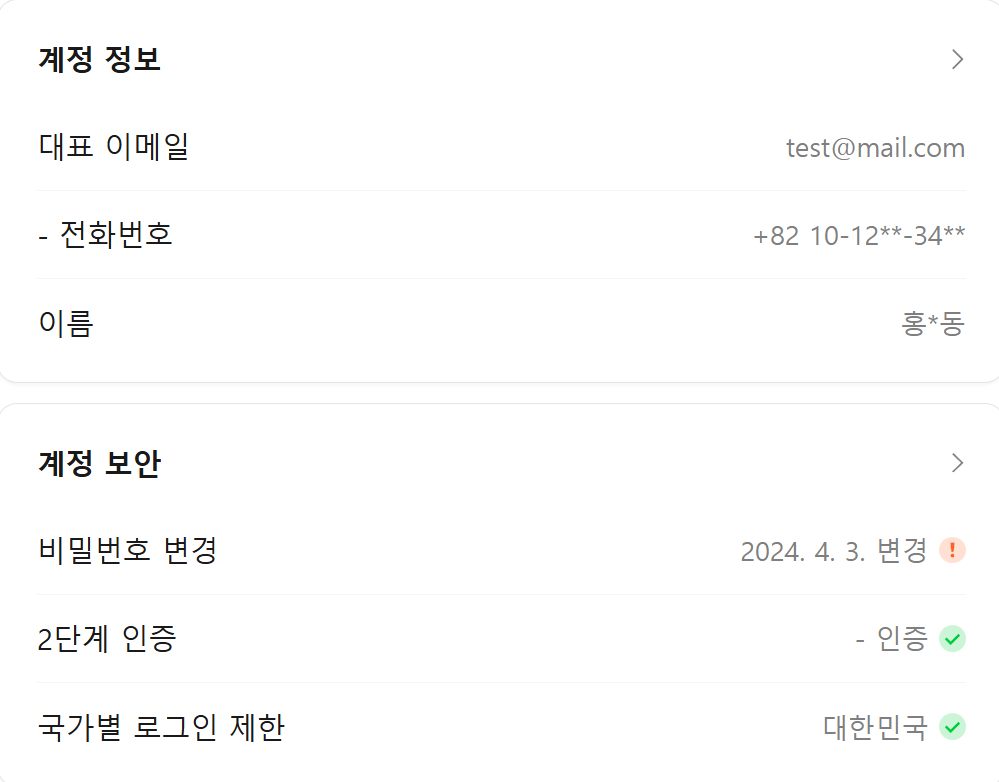 계정 정보
대표 이메일 test@mail.com
- 전화번호 +82 10-12**-34**
이름 홍*동
계정 보안
비밀번호 변경 2024. 4. 3. 변경
2단계 인증 - 인증
국가별 로그인 제한 대한민국